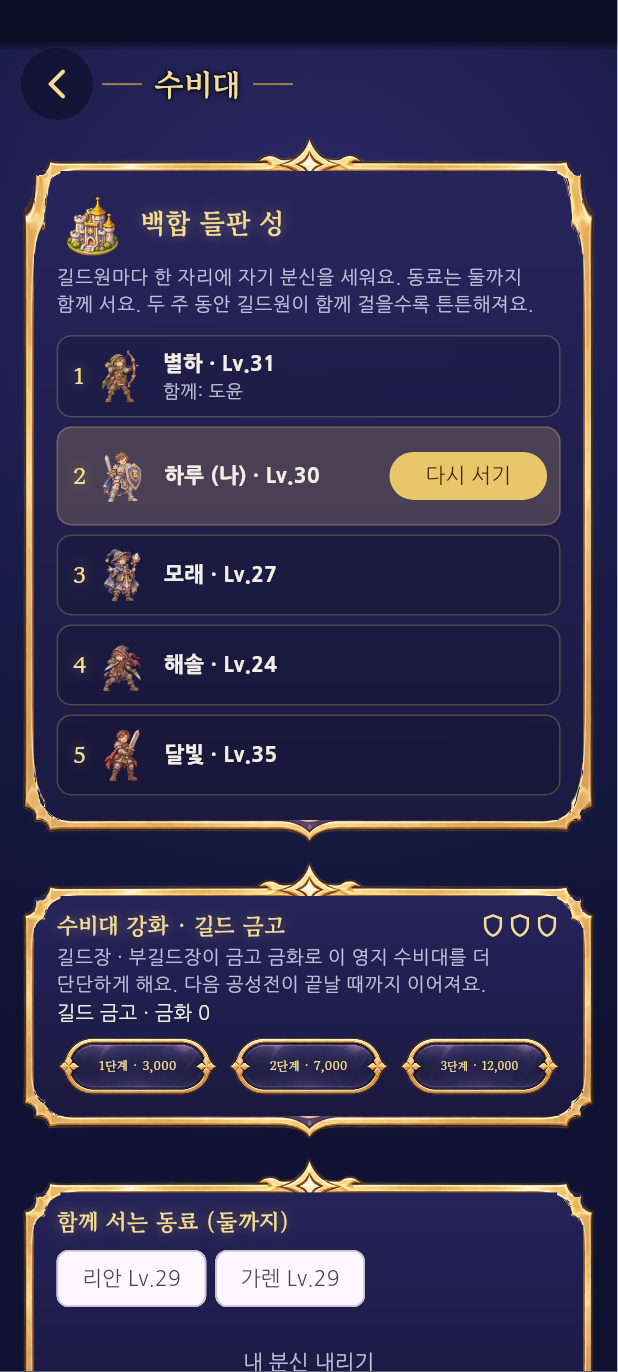 수비대
백합 들판 성
길드원마다 한 자리에 자기 분신을 세워요. 동료는 둘까지
함께 서요. 두 주 동안 길드원이 함께 걸을수록 튼튼해져요.
1 별하 · Lv.31
함께: 도윤
2 하루 (나) · Lv.30 다시 서기
3 모래 · Lv.27
4 해솔 · Lv.24
5 달빛 · Lv.35
수비대 강화 · 길드 금고
길드장 · 부길드장이 금고 금화로 이 영지 수비대를 더
단단하게 해요. 다음 공성전이 끝날 때까지 이어져요.
길드 금고 · 금화 0
1단계 · 3,000 2단계 · 7,000 3단계 · 12,000
함께 서는 동료 (둘까지)
리안 Lv.29 가렌 Lv.29
내 분신 내리기